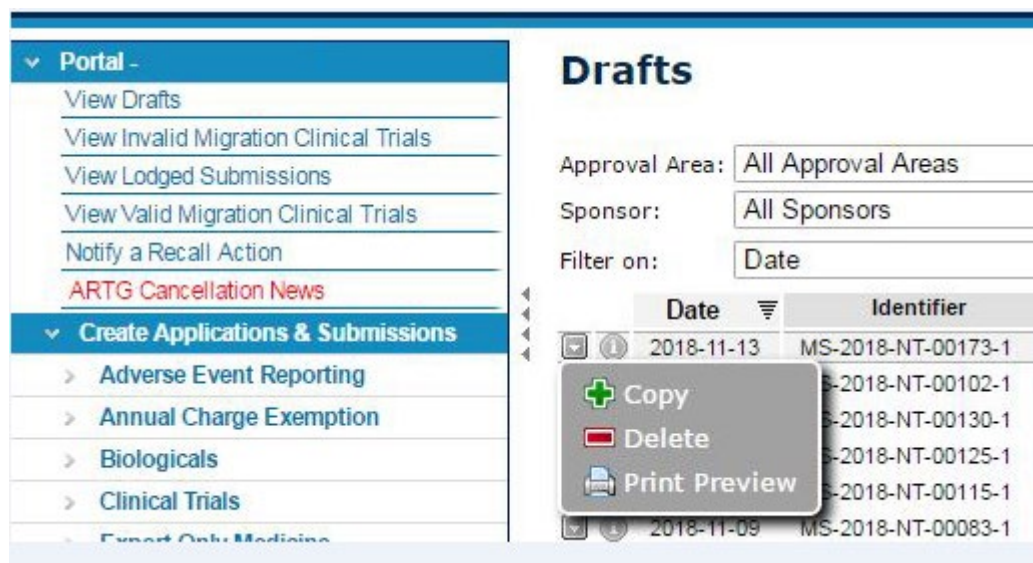 Portal -
View Drafts
View Invalid Migration Clinical Trials
View Lodged Submissions
View Valid Migration Clinical Trials
Notify a Recall Action
ARTG Cancellation News
Create Applications & Submissions
Adverse Event Reporting
Annual Charge Exemption
Biologicals
Clinical Trials
Export Only Medicine
Drafts
Approval Area: All Approval Areas
Sponsor: All Sponsors
Filter on: Date
Date Identifier
2018-11-13 MS-2018-NT-00173-1
Copy
S-2018-NT-00102-1
S-2018-NT-00130-1
Delete
S-2018-NT-00125-1
Print Preview
S-2018-NT-00115-1
2018-11-09 MS-2018-NT-00083-1